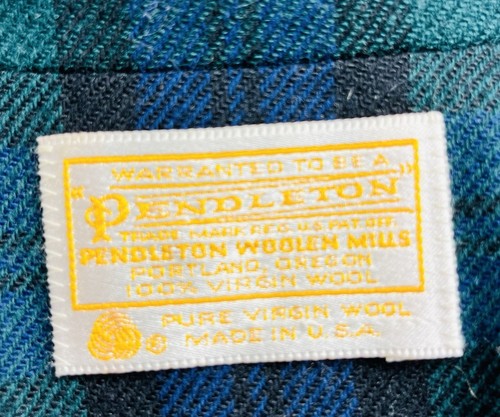 WARRANTED TO BE A
"PENDLETON"
TRADE MARK REG. U.S. PAT. OFF.
PENDLETON WOOLEN MILLS
PORTLAND, OREGON
100% VIRGIN WOOL
PURE VIRGIN WOOL
® MADE IN U.S.A.